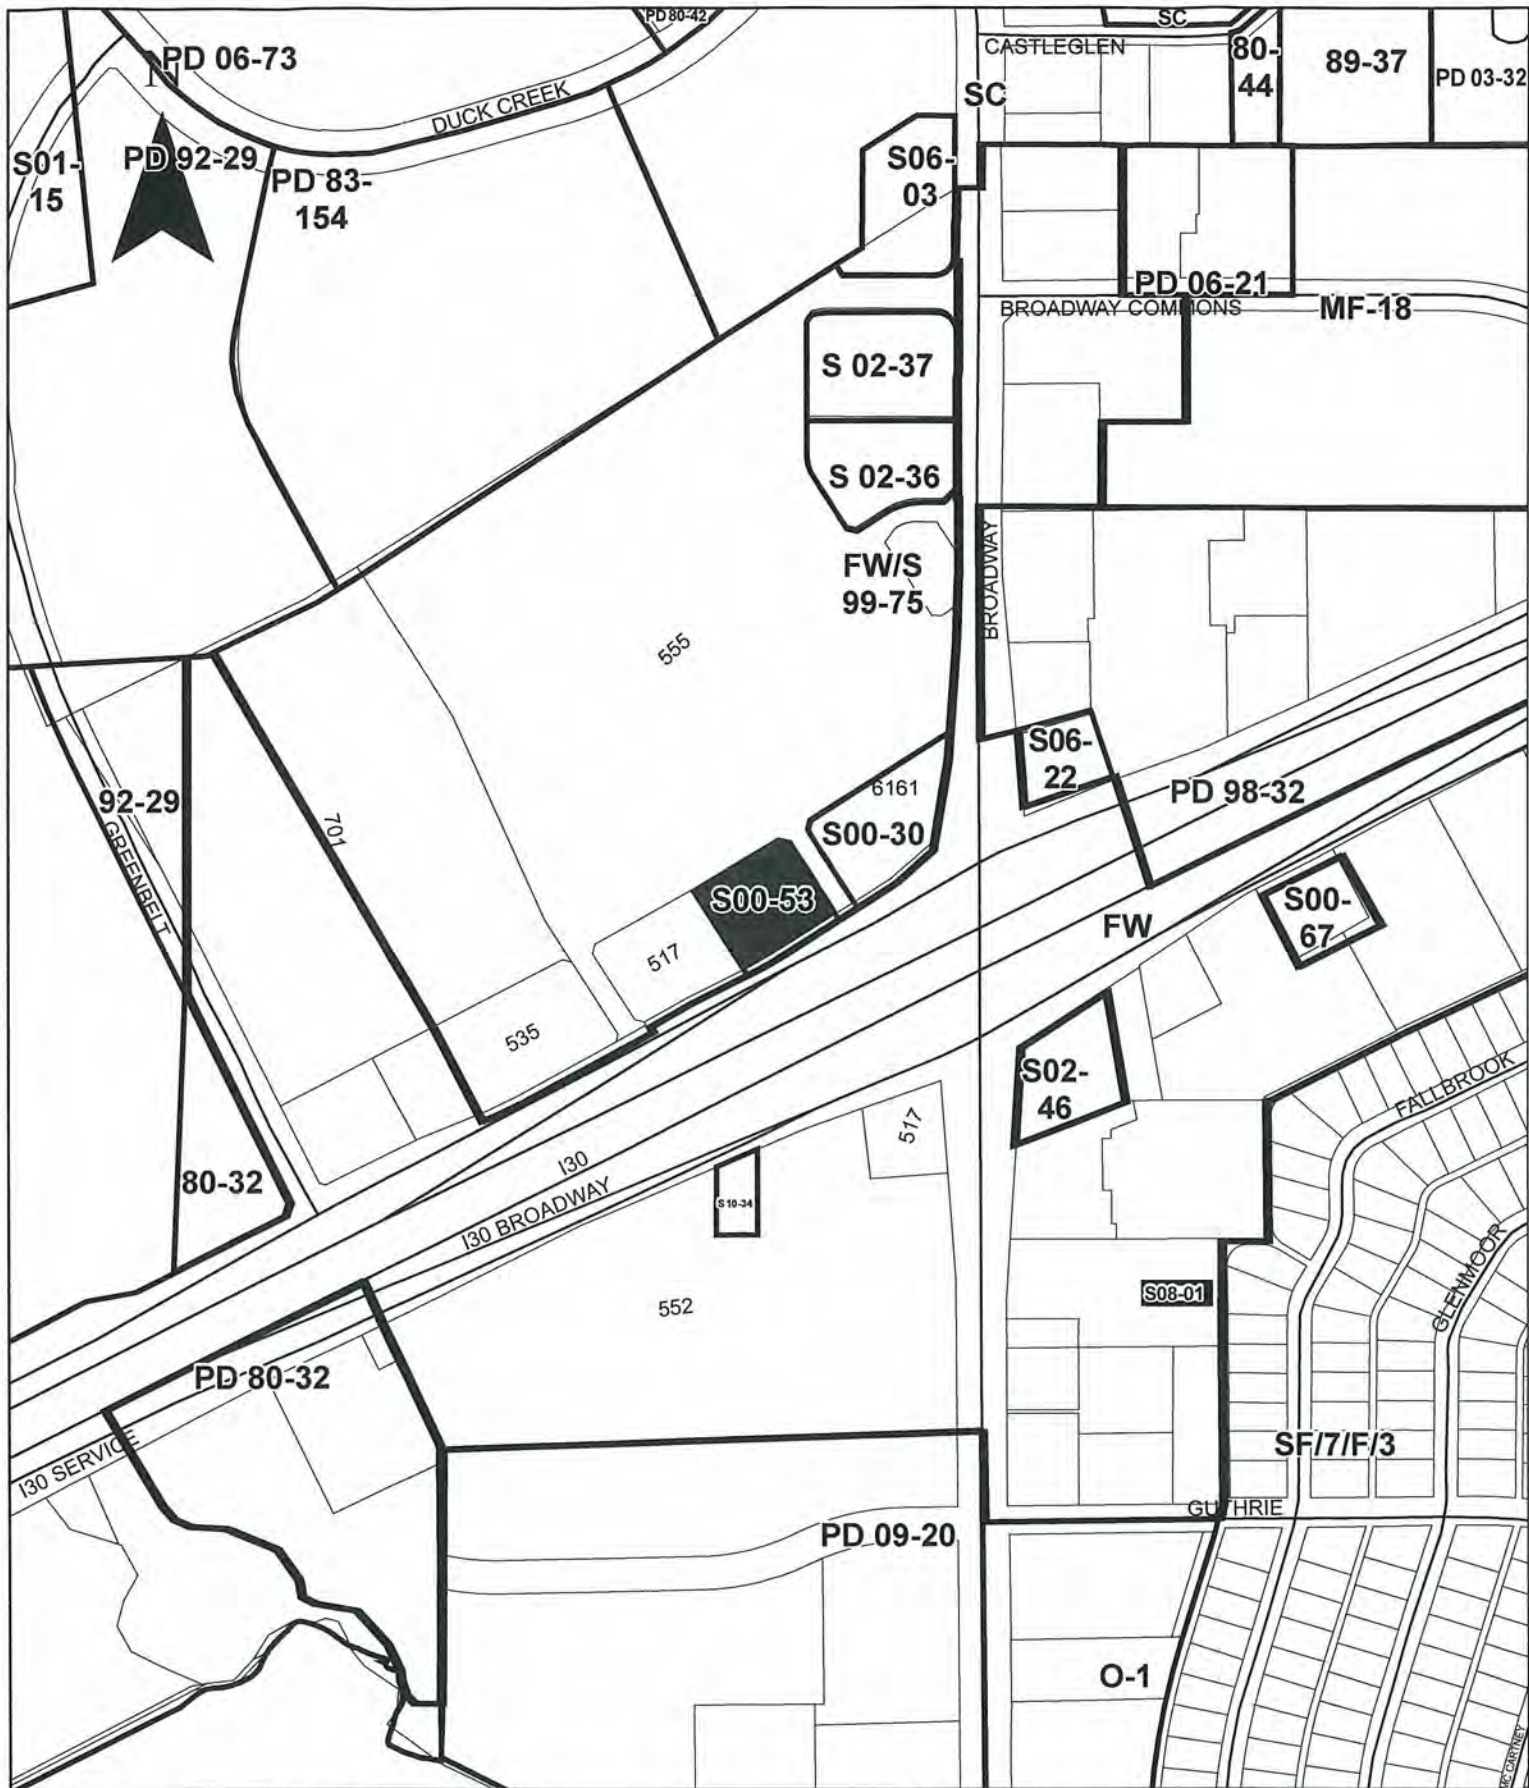 PD 80-42
SC
CASTLEGLEN
80-
44
89-37
PD 03-32
PD 06-73
N
DUCK CREEK
SC
S01-
15
PD 92-29
PD 83-
154
S06-
03
PD 06-21
BROADWAY COMMONS
MF-18
S 02-37
S 02-36
FW/S
99-75
BROADWAY
555
S06-
22
PD 98-32
6161
S00-30
92-29
GREENBELT
701
S00-53
S00-
67
FW
517
535
S02-
46
FALLBROOK
517
80-32
I30
I30 BROADWAY
S 10-34
GLENMOOR
S08-01
552
PD 80-32
I30 SERVICE
SF/7/F/3
GUTHRIE
PD 09-20
O-1
MC CARTNEY